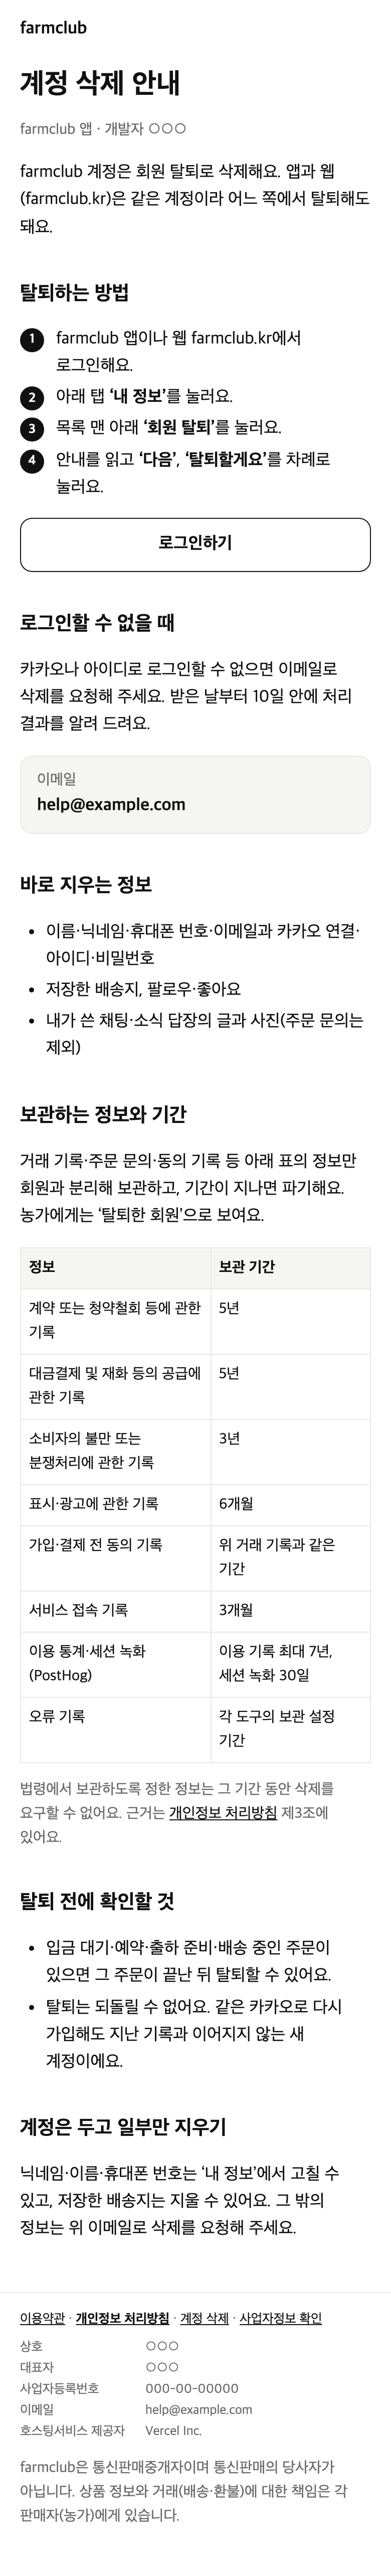 farmclub
계정 삭제 안내
farmclub 앱 · 개발자 ○○○
farmclub 계정은 회원 탈퇴로 삭제해요. 앱과 웹
(farmclub.kr)은 같은 계정이라 어느 쪽에서 탈퇴해도
돼요.
탈퇴하는 방법
1 farmclub 앱이나 웹 farmclub.kr에서
로그인해요.
2 아래 탭 ‘내 정보’를 눌러요.
3 목록 맨 아래 ‘회원 탈퇴’를 눌러요.
4 안내를 읽고 ‘다음’, ‘탈퇴할게요’를 차례로
눌러요.
로그인하기
로그인할 수 없을 때
카카오나 아이디로 로그인할 수 없으면 이메일로
삭제를 요청해 주세요. 받은 날부터 10일 안에 처리
결과를 알려 드려요.
이메일
help@example.com
바로 지우는 정보
• 이름·닉네임·휴대폰 번호·이메일과 카카오 연결·
아이디·비밀번호
• 저장한 배송지, 팔로우·좋아요
• 내가 쓴 채팅·소식 답장의 글과 사진(주문 문의는
제외)
보관하는 정보와 기간
거래 기록·주문 문의·동의 기록 등 아래 표의 정보만
회원과 분리해 보관하고, 기간이 지나면 파기해요.
농가에게는 ‘탈퇴한 회원’으로 보여요.
정보 보관 기간
계약 또는 청약철회 등에 관한 5년
기록
대금결제 및 재화 등의 공급에 5년
관한 기록
소비자의 불만 또는 3년
분쟁처리에 관한 기록
표시·광고에 관한 기록 6개월
가입·결제 전 동의 기록 위 거래 기록과 같은
기간
서비스 접속 기록 3개월
이용 통계·세션 녹화 이용 기록 최대 7년,
(PostHog) 세션 녹화 30일
오류 기록 각 도구의 보관 설정
기간
법령에서 보관하도록 정한 정보는 그 기간 동안 삭제를
요구할 수 없어요. 근거는 개인정보 처리방침 제3조에
있어요.
탈퇴 전에 확인할 것
• 입금 대기·예약·출하 준비·배송 중인 주문이
있으면 그 주문이 끝난 뒤 탈퇴할 수 있어요.
• 탈퇴는 되돌릴 수 없어요. 같은 카카오로 다시
가입해도 지난 기록과 이어지지 않는 새
계정이에요.
계정은 두고 일부만 지우기
닉네임·이름·휴대폰 번호는 ‘내 정보’에서 고칠 수
있고, 저장한 배송지는 지울 수 있어요. 그 밖의
정보는 위 이메일로 삭제를 요청해 주세요.
이용약관 · 개인정보 처리방침 · 계정 삭제 · 사업자정보 확인
상호 ○○○
대표자 ○○○
사업자등록번호 000-00-00000
이메일 help@example.com
호스팅서비스 제공자 Vercel Inc.
farmclub은 통신판매중개자이며 통신판매의 당사자가
아닙니다. 상품 정보와 거래(배송·환불)에 대한 책임은 각
판매자(농가)에게 있습니다.